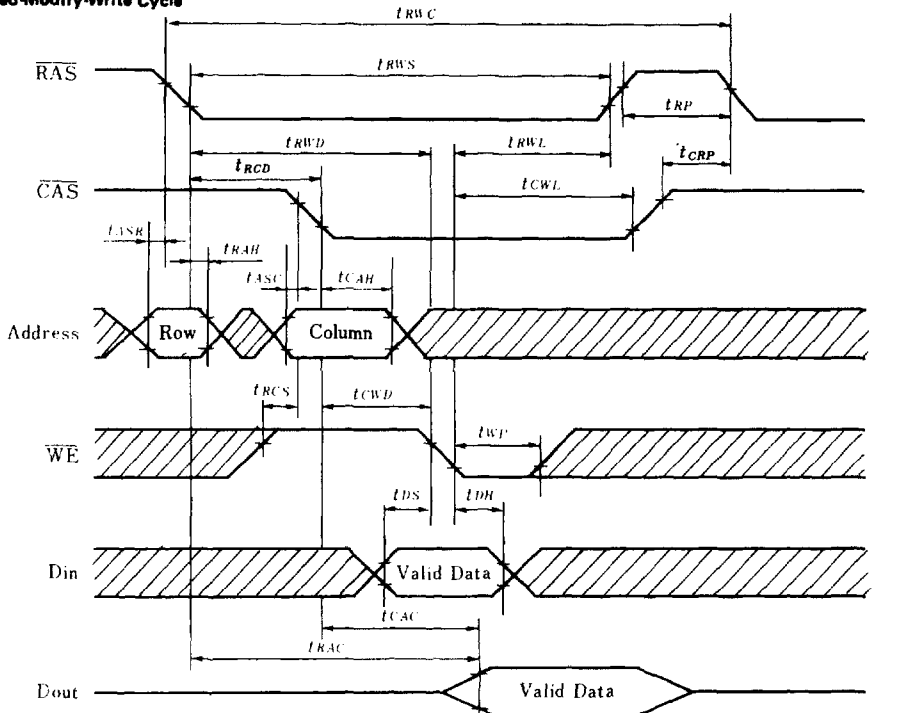 ed-Modify-Write Cycle
tRWC
RAS
tRWS
tRP
tRWD
tRWL
tRCD
tCRP
CAS
tCWL
tASR
tRAH
tASC
tCAH
Address
Row
Column
tRCS
tCWD
WE
tWP
tDS
tDH
Din
Valid Data
tCAC
tRAC
Dout
Valid Data